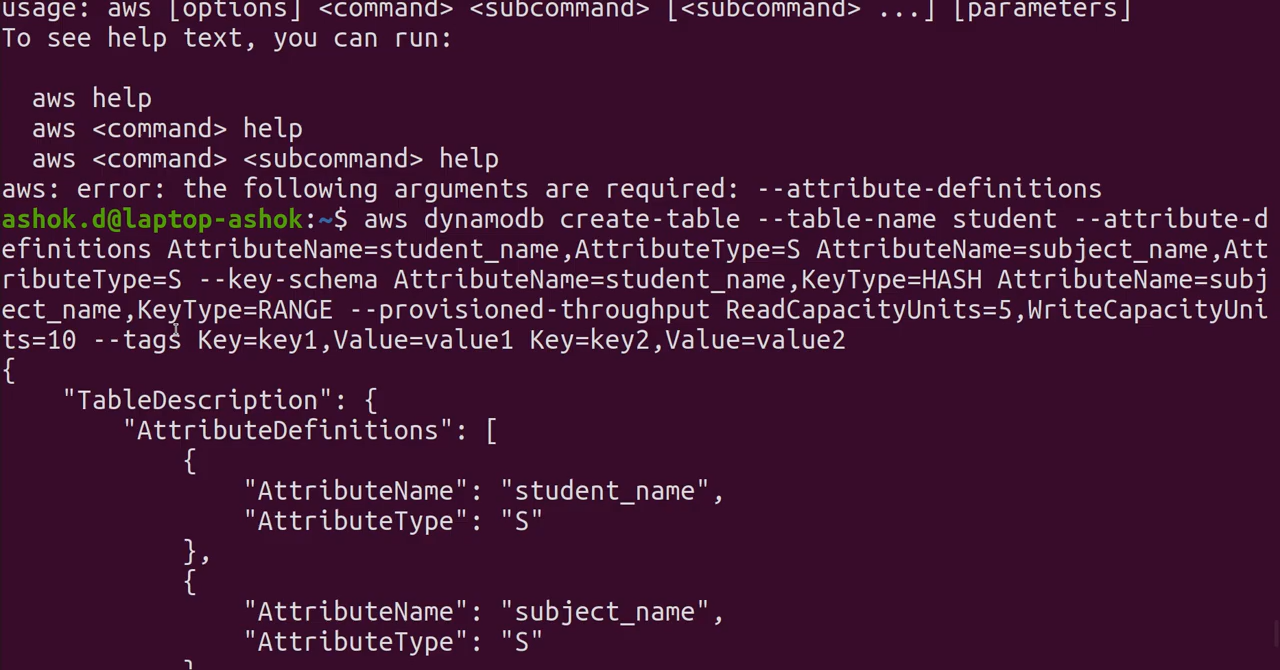 usage: aws [options] <command> <subcommand> [<subcommand> ...] [parameters]
To see help text, you can run:
aws help
aws <command> help
aws <command> <subcommand> help
aws: error: the following arguments are required: --attribute-definitions
ashok.d@laptop-ashok:~$ aws dynamodb create-table --table-name student --attribute-d
efinitions AttributeName=student_name,AttributeType=S AttributeName=subject_name,Att
ributeType=S --key-schema AttributeName=student_name,KeyType=HASH AttributeName=subj
ect_name,KeyType=RANGE --provisioned-throughput ReadCapacityUnits=5,WriteCapacityUni
ts=10 --tags Key=key1,Value=value1 Key=key2,Value=value2
{
    "TableDescription": {
        "AttributeDefinitions": [
            {
                "AttributeName": "student_name",
                "AttributeType": "S"
            },
            {
                "AttributeName": "subject_name",
                "AttributeType": "S"
            }